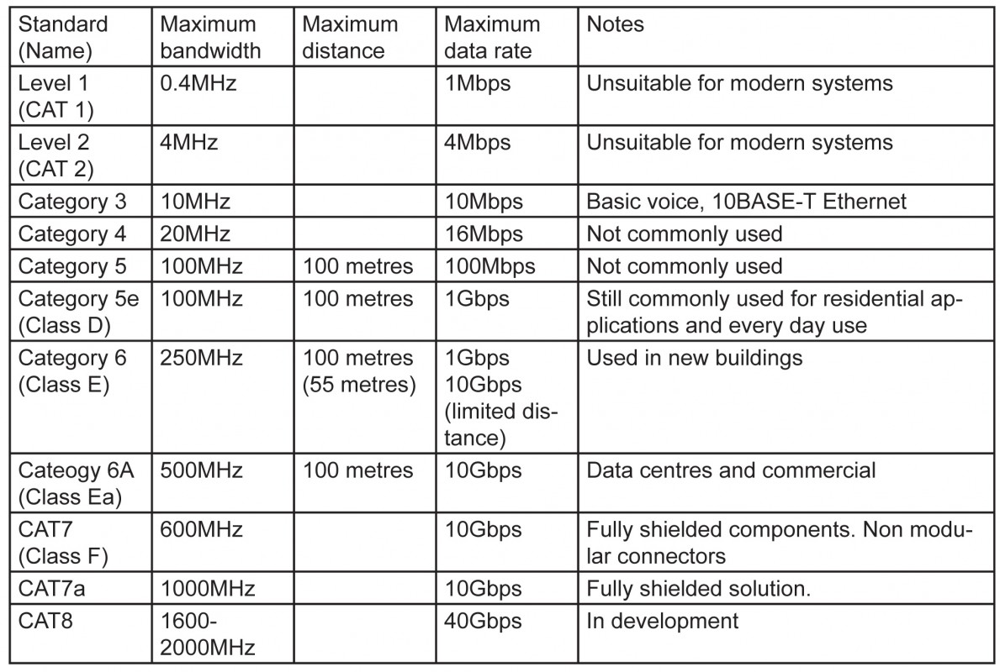 Standard (Name) Maximum bandwidth Maximum distance Maximum data rate Notes
Level 1 (CAT 1) 0.4MHz 1Mbps Unsuitable for modern systems
Level 2 (CAT 2) 4MHz 4Mbps Unsuitable for modern systems
Category 3 10MHz 10Mbps Basic voice, 10BASE-T Ethernet
Category 4 20MHz 16Mbps Not commonly used
Category 5 100MHz 100 metres 100Mbps Not commonly used
Category 5e (Class D) 100MHz 100 metres 1Gbps Still commonly used for residential ap-
plications and every day use
Category 6 (Class E) 250MHz 100 metres (55 metres) 1Gbps 10Gbps (limited dis-
tance) Used in new buildings
Cateogy 6A (Class Ea) 500MHz 100 metres 10Gbps Data centres and commercial
CAT7 (Class F) 600MHz 10Gbps Fully shielded components. Non modu-
lar connectors
CAT7a 1000MHz 10Gbps Fully shielded solution.
CAT8 1600-
2000MHz 40Gbps In development